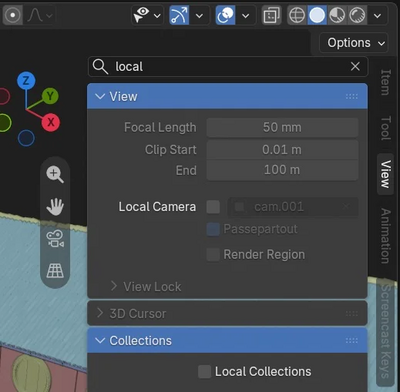 Options
local
View
Focal Length 50 mm
Clip Start 0.01 m
End 100 m
Local Camera cam.001
Passepartout
Render Region
View Lock
3D Cursor
Collections
Local Collections
Z
Y
X
Item
Tool
View
Animation
Screencast Keys